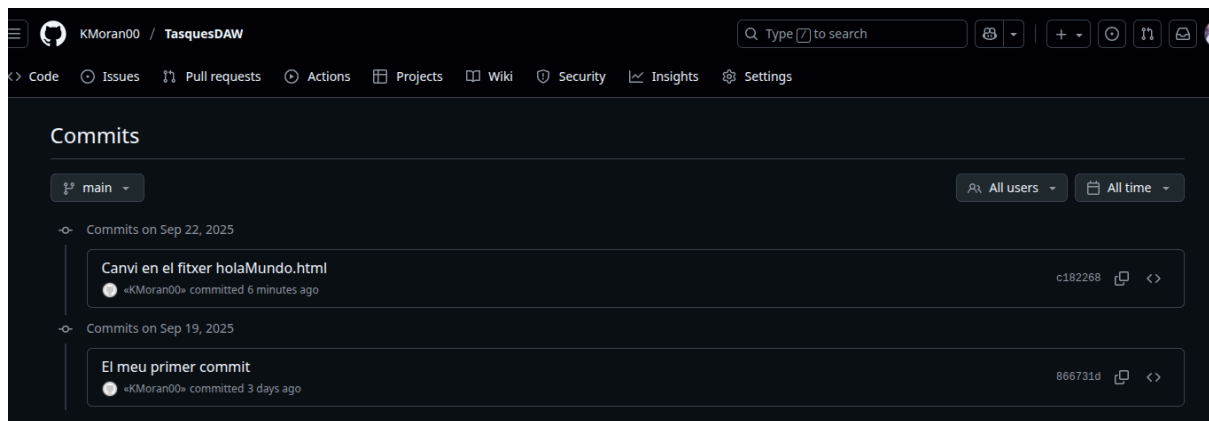 KMoran00 / TasquesDAW
Type / to search
<> Code Issues Pull requests Actions Projects Wiki Security Insights Settings
Commits
main
All users All time
Commits on Sep 22, 2025
Canvi en el fitxer holaMundo.html
«KMoran00» committed 6 minutes ago
c182268
Commits on Sep 19, 2025
El meu primer commit
«KMoran00» committed 3 days ago
866731d